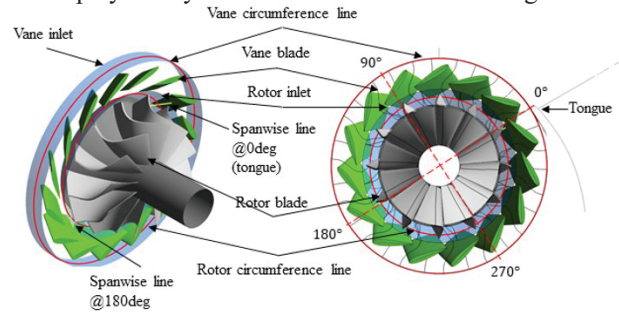 Vane circumference line
Vane inlet
Vane blade
90°
Rotor inlet
0°
Tongue
Spanwise line
@0deg
(tongue)
Rotor blade
180°
Rotor circumference line
270°
Spanwise line
@180deg